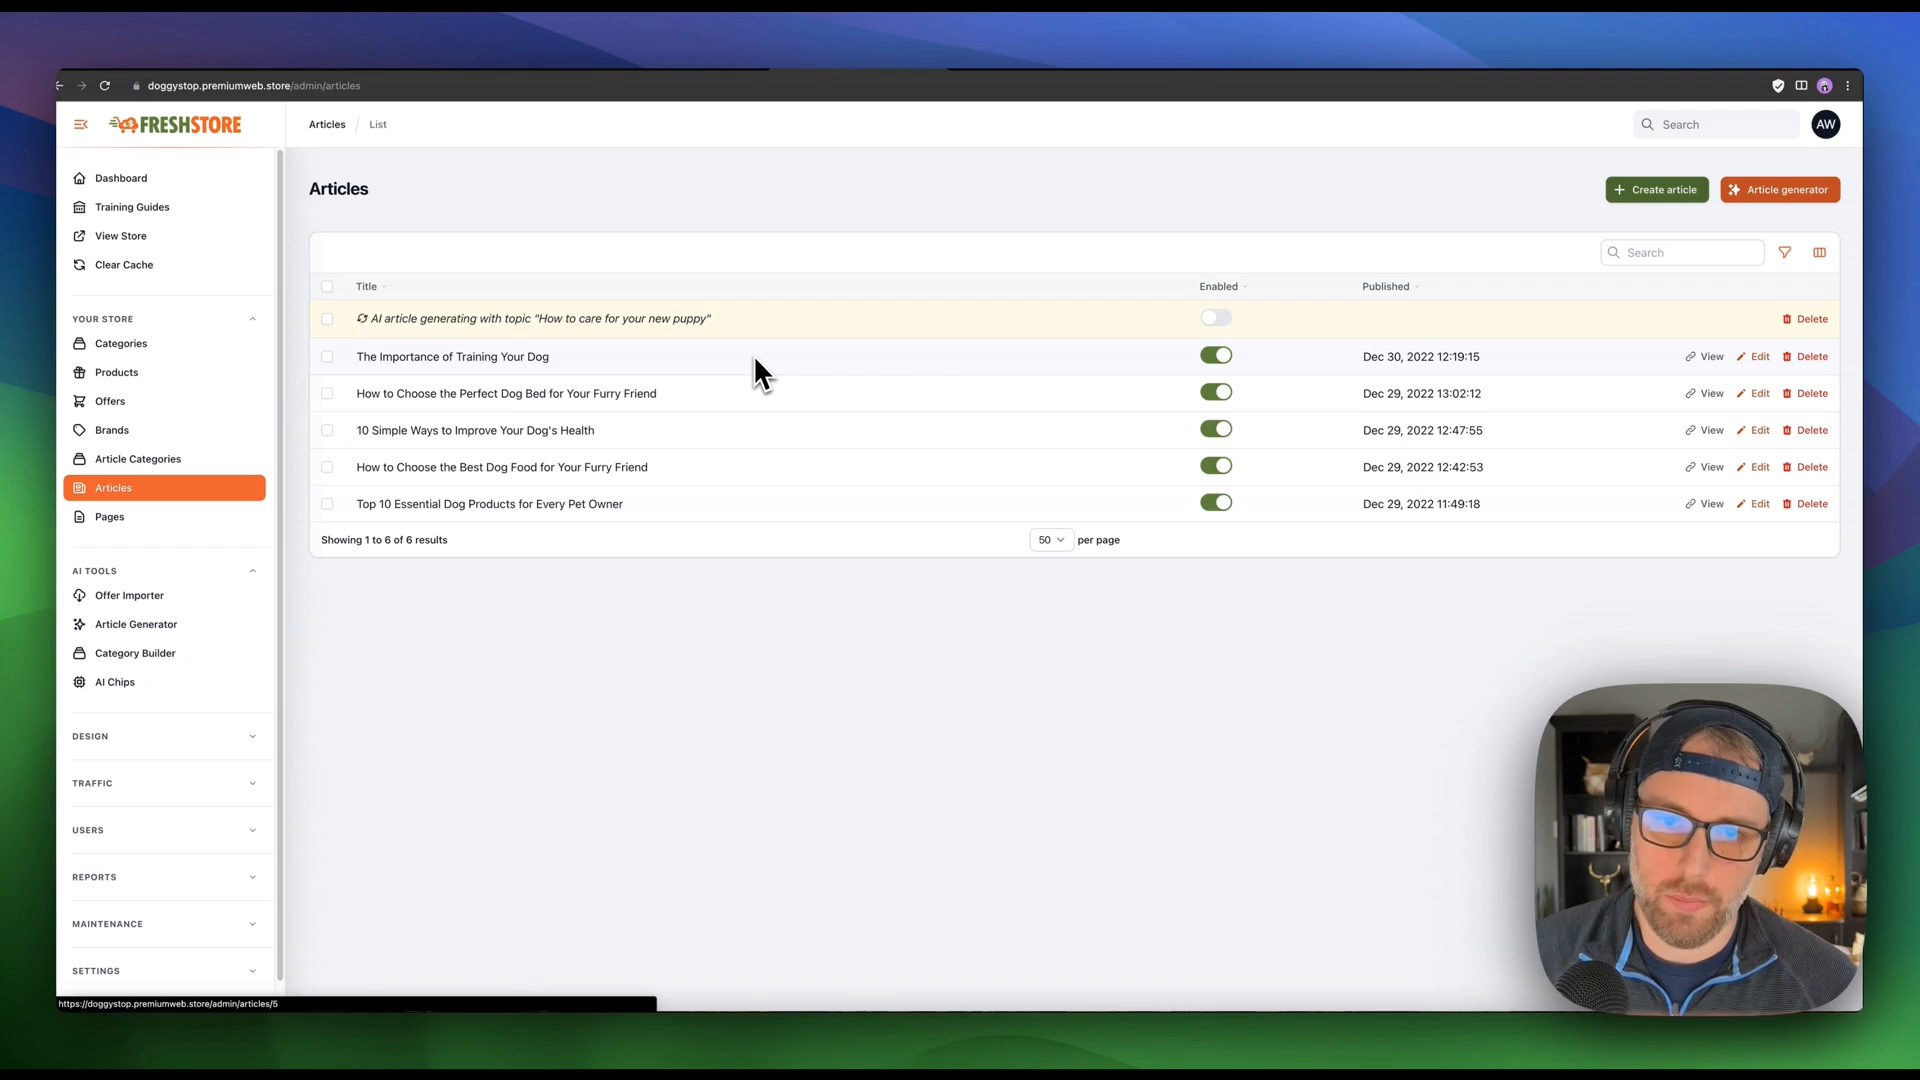 doggystop.premiumweb.store/admin/articles
FRESHSTORE
Articles / List
Search
AW
Dashboard
Training Guides
View Store
Clear Cache
YOUR STORE
Categories
Products
Offers
Brands
Article Categories
Articles
Pages
AI TOOLS
Offer Importer
Article Generator
Category Builder
AI Chips
DESIGN
TRAFFIC
USERS
REPORTS
MAINTENANCE
SETTINGS
Articles
Create article
Article generator
Search
Title Enabled Published
AI article generating with topic "How to care for your new puppy" Delete
The Importance of Training Your Dog Dec 30, 2022 12:19:15 View Edit Delete
How to Choose the Perfect Dog Bed for Your Furry Friend Dec 29, 2022 13:02:12 View Edit Delete
10 Simple Ways to Improve Your Dog's Health Dec 29, 2022 12:47:55 View Edit Delete
How to Choose the Best Dog Food for Your Furry Friend Dec 29, 2022 12:42:53 View Edit Delete
Top 10 Essential Dog Products for Every Pet Owner Dec 29, 2022 11:49:18 View Edit Delete
Showing 1 to 6 of 6 results 50 per page
https://doggystop.premiumweb.store/admin/articles/5